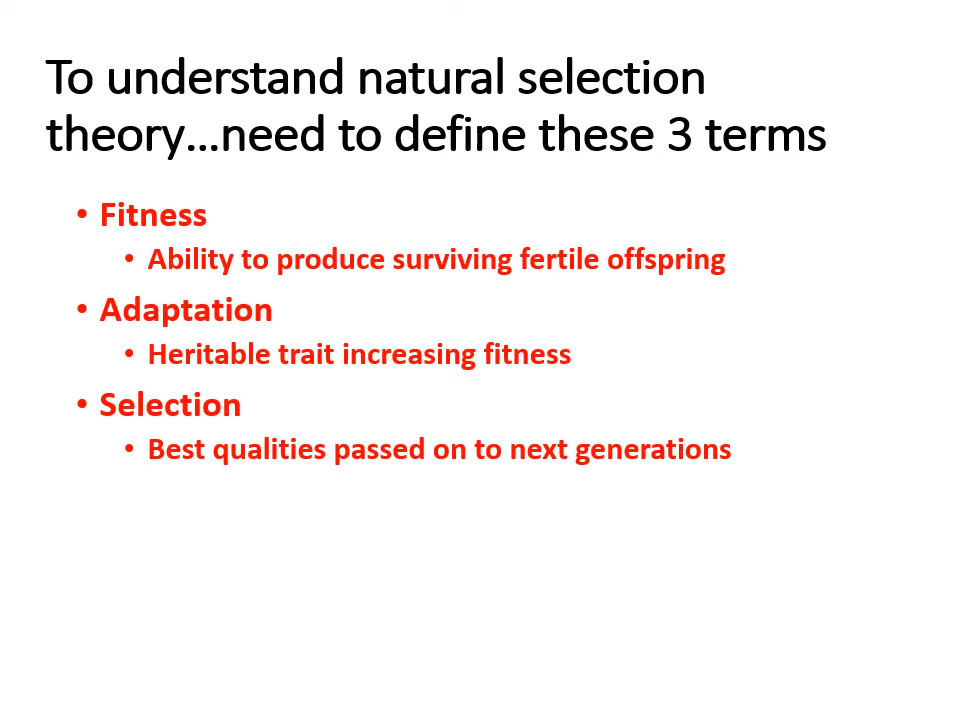 To understand natural selection
theory...need to define these 3 terms
• Fitness
• Ability to produce surviving fertile offspring
• Adaptation
• Heritable trait increasing fitness
• Selection
• Best qualities passed on to next generations